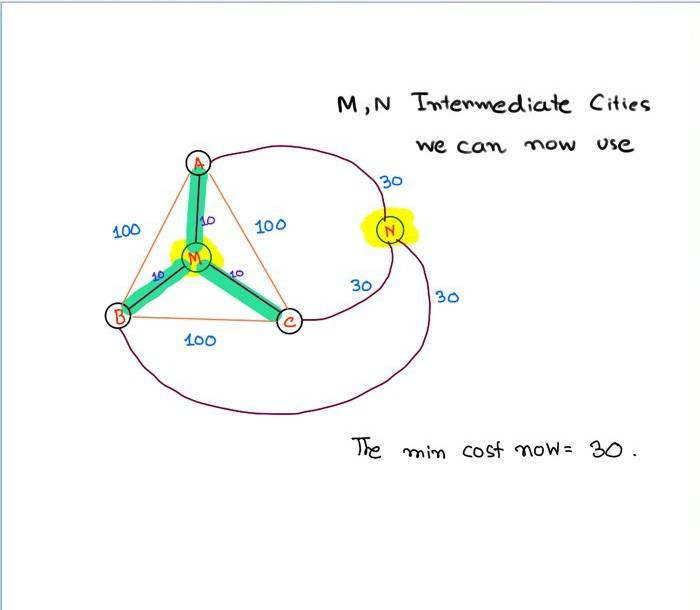 M,N Intermediate Cities
we can now use
A
30
100
10
100
N
M
10
10
30
30
B
C
100
The min cost now = 30.